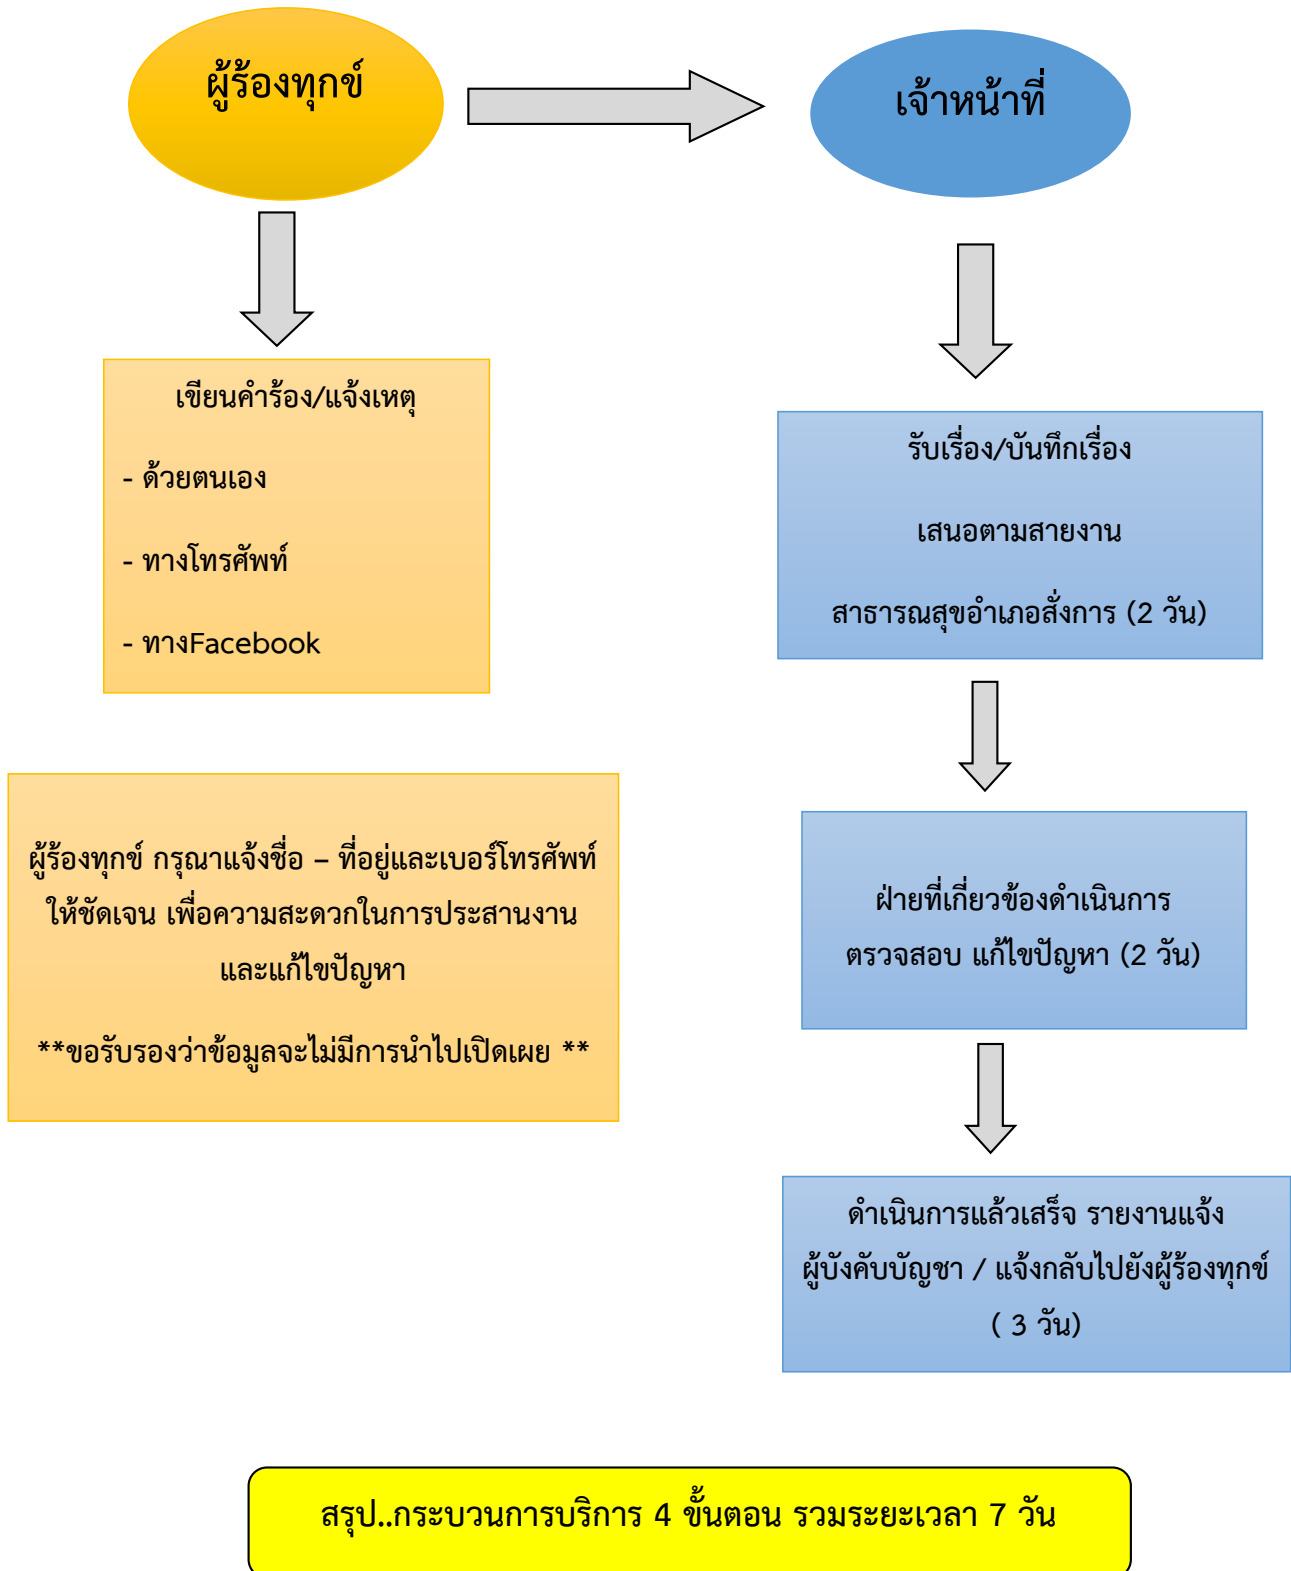 ผู้ร้องทุกข์
เจ้าหน้าที่
เขียนคำร้อง/แจ้งเหตุ
- ด้วยตนเอง
- ทางโทรศัพท์
- ทางFacebook
รับเรื่อง/บันทึกเรื่อง
เสนอตามสายงาน
สาธารณสุขอำเภอสั่งการ (2 วัน)
ผู้ร้องทุกข์ กรุณาแจ้งชื่อ – ที่อยู่และเบอร์โทรศัพท์
ให้ชัดเจน เพื่อความสะดวกในการประสานงาน
และแก้ไขปัญหา
**ขอรับรองว่าข้อมูลจะไม่มีการนำไปเปิดเผย **
ฝ่ายที่เกี่ยวข้องดำเนินการ
ตรวจสอบ แก้ไขปัญหา (2 วัน)
ดำเนินการแล้วเสร็จ รายงานแจ้ง
ผู้บังคับบัญชา / แจ้งกลับไปยังผู้ร้องทุกข์
( 3 วัน)
สรุป..กระบวนการบริการ 4 ขั้นตอน รวมระยะเวลา 7 วัน